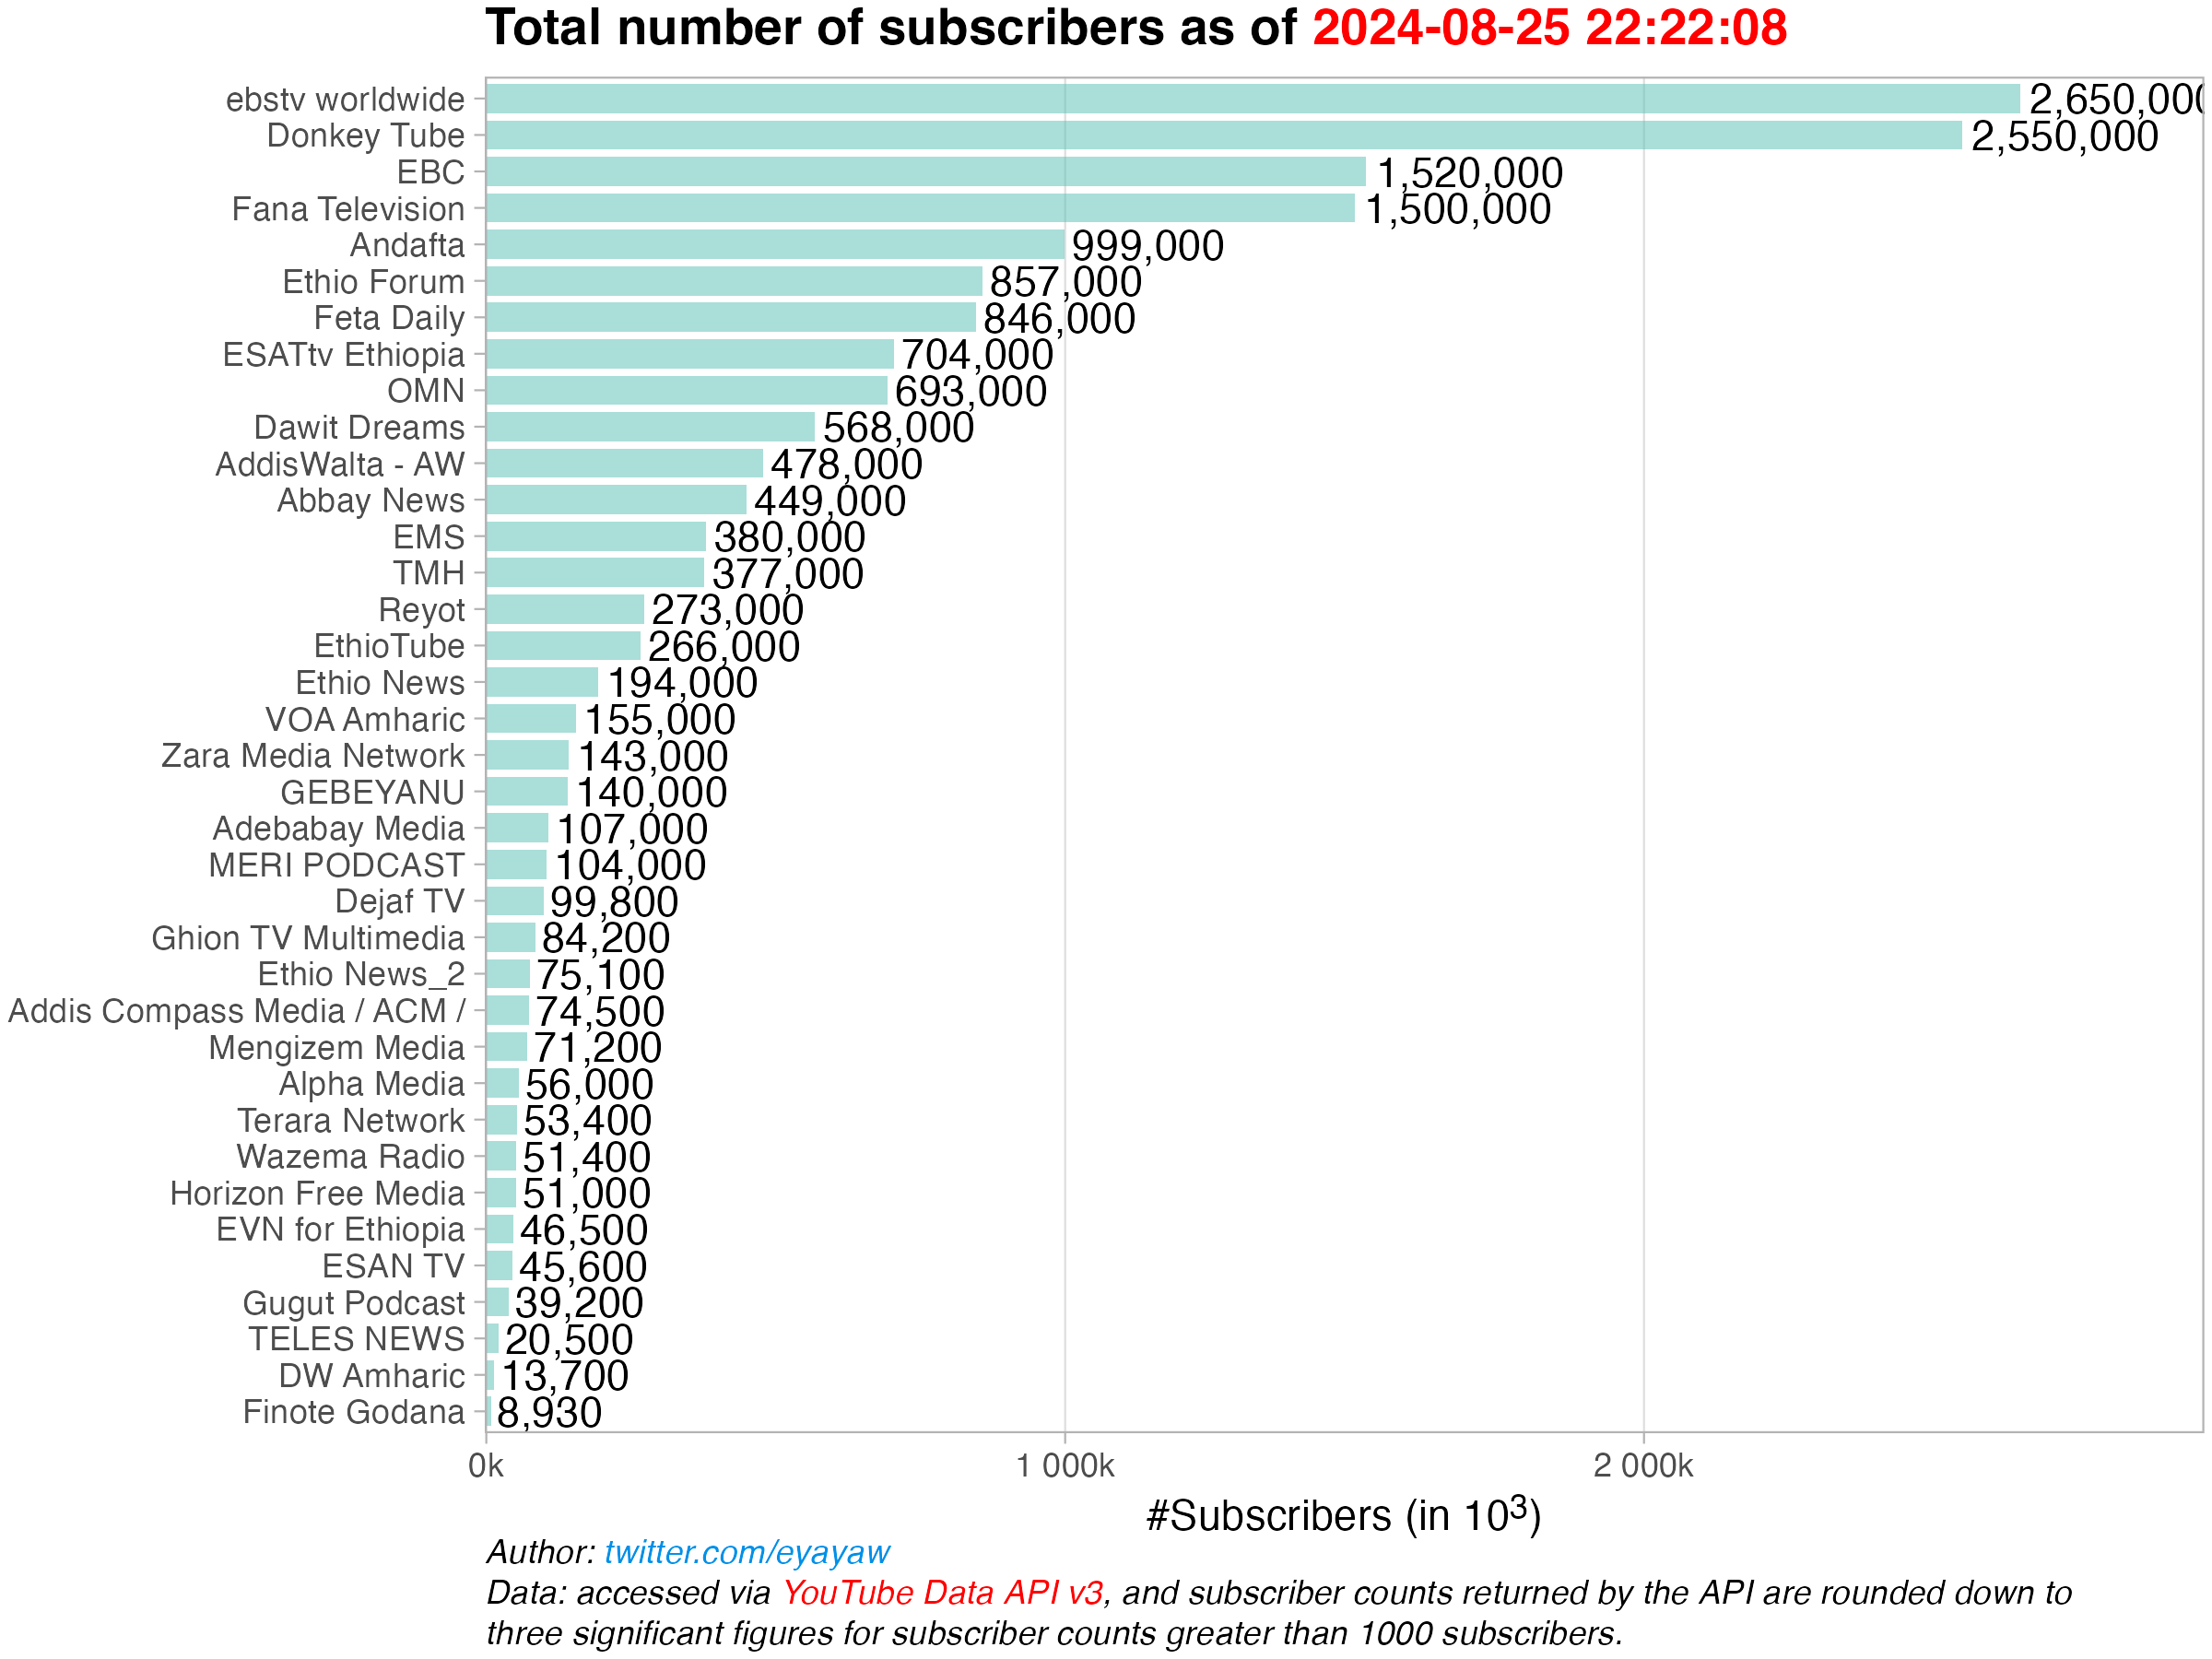 Total number of subscribers as of 2024-08-25 22:22:08
ebstv worldwide 2,650,000
Donkey Tube 2,550,000
EBC 1,520,000
Fana Television 1,500,000
Andafta 999,000
Ethio Forum 857,000
Feta Daily 846,000
ESATtv Ethiopia 704,000
OMN 693,000
Dawit Dreams 568,000
AddisWalta - AW 478,000
Abbay News 449,000
EMS 380,000
TMH 377,000
Reyot 273,000
EthioTube 266,000
Ethio News 194,000
VOA Amharic 155,000
Zara Media Network 143,000
GEBEYANU 140,000
Adebabay Media 107,000
MERI PODCAST 104,000
Dejaf TV 99,800
Ghion TV Multimedia 84,200
Ethio News_2 75,100
Addis Compass Media / ACM / 74,500
Mengizem Media 71,200
Alpha Media 56,000
Terara Network 53,400
Wazema Radio 51,400
Horizon Free Media 51,000
EVN for Ethiopia 46,500
ESAN TV 45,600
Gugut Podcast 39,200
TELES NEWS 20,500
DW Amharic 13,700
Finote Godana 8,930
0k 1 000k 2 000k
#Subscribers (in 10³)
Author: twitter.com/eyayaw
Data: accessed via YouTube Data API v3, and subscriber counts returned by the API are rounded down to
three significant figures for subscriber counts greater than 1000 subscribers.